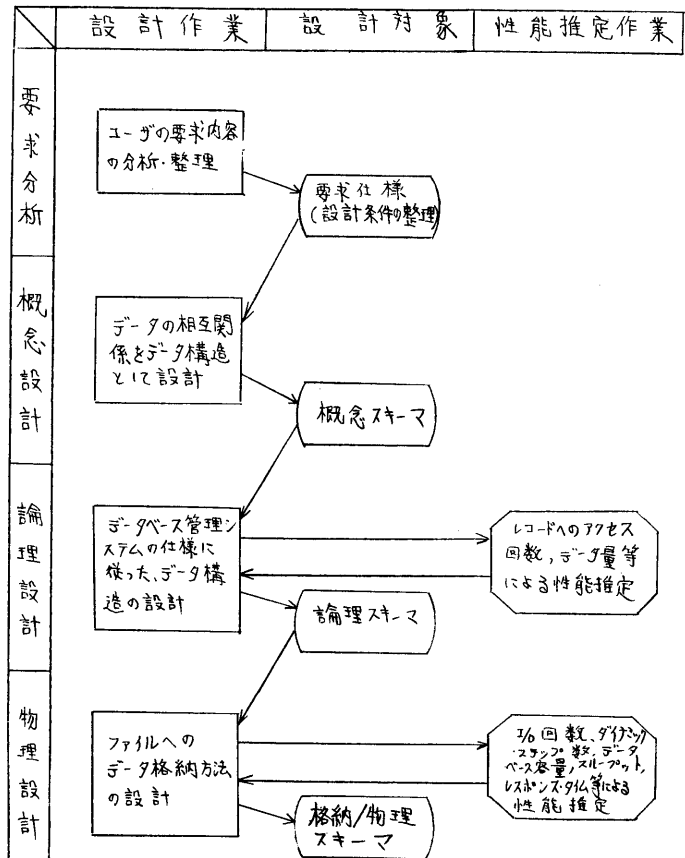 設計作業
設計対象
性能推定作業
要求分析
ユーザの要求内容
の分析・整理
要求仕様
(設計条件の整理)
概念設計
データの相互関
係をデータ構造
として設計
概念スキーマ
論理設計
データベース管理シ
ステムの仕様に
従った、データ構
造の設計
レコードへのアクセス
回数,データ量等
による性能推定
論理スキーマ
物理設計
ファイルへの
データ格納方法
の設計
I/O回数、ダイナミック
・ステップ数、データ
ベース容量,スループット,
レスポンス・タイム等による
性能推定
格納/物理
スキーマ